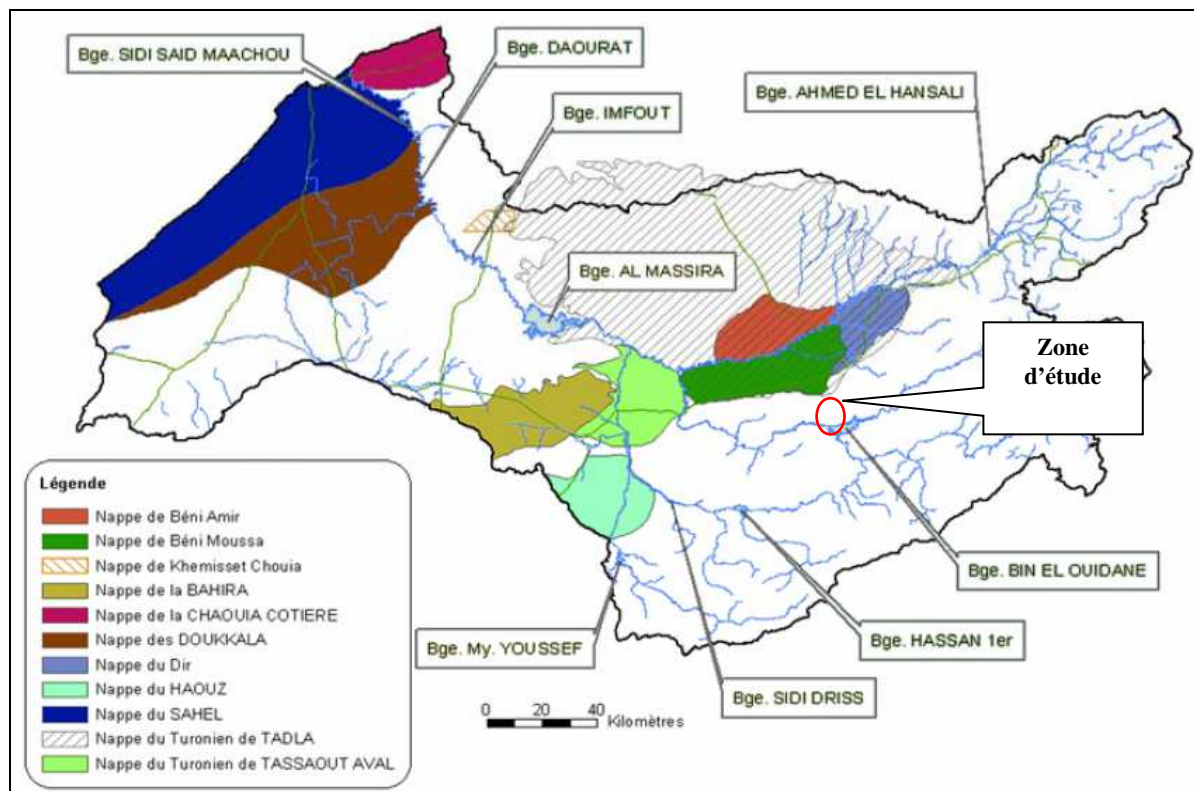 Bge. SIDI SAID MAACHOU
Bge. DAOURAT
Bge. IMFOUT
Bge. AHMED EL HANSALI
Bge. AL MASSIRA
Zone
d'étude
Bge. BIN EL OUIDANE
Bge. HASSAN 1er
Bge. My. YOUSSEF
Bge. SIDI DRISS
0 20 40
Kilomètres
Légende
Nappe de Béni Amir
Nappe de Béni Moussa
Nappe de Khemisset Chouia
Nappe de la BAHIRA
Nappe de la CHAOUIA COTIERE
Nappe des DOUKKALA
Nappe du Dir
Nappe du HAOUZ
Nappe du SAHEL
Nappe du Turonien de TADLA
Nappe du Turonien de TASSAOUT AVAL